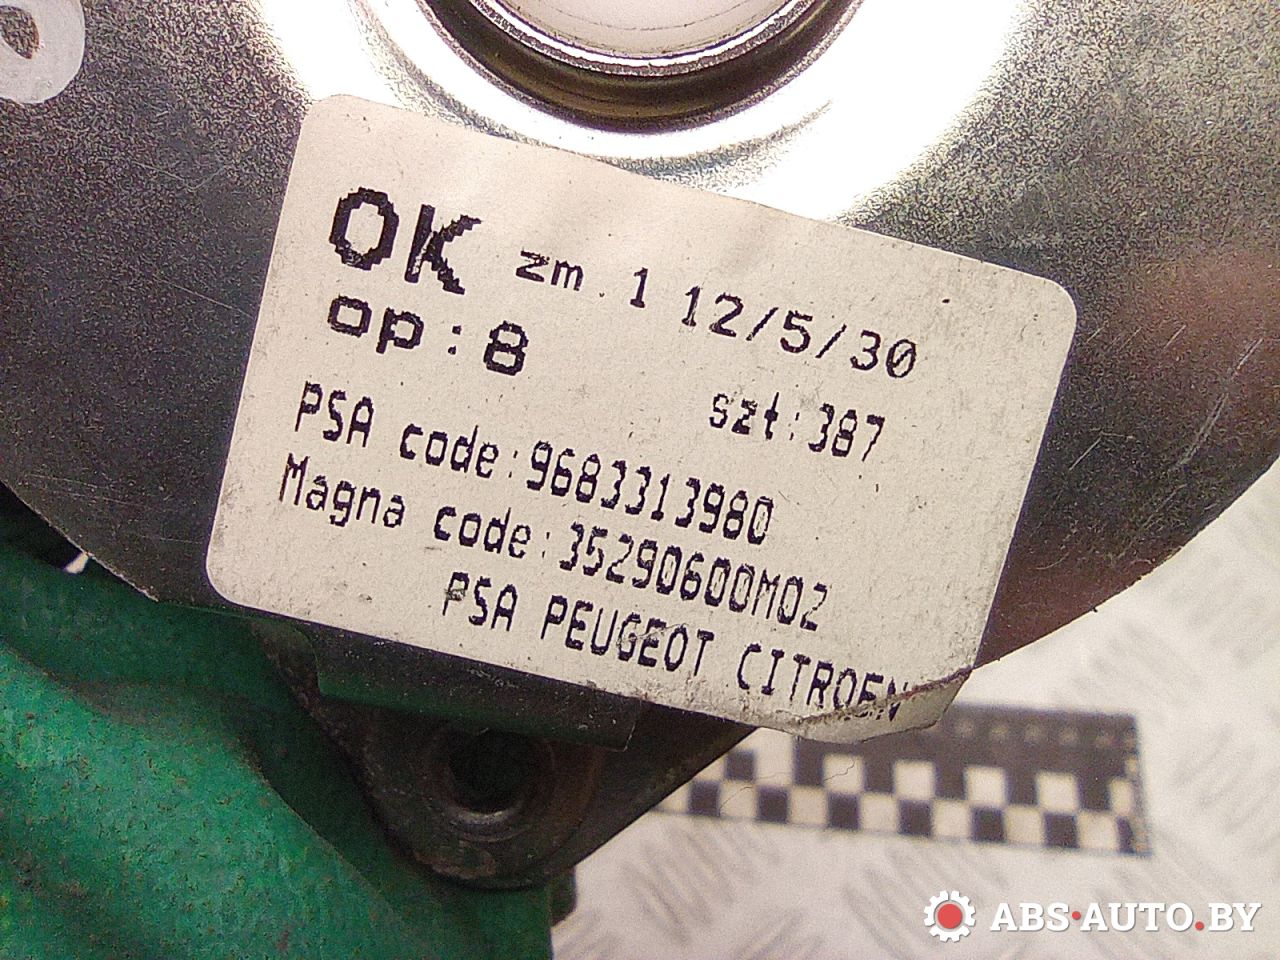 OK zm. 1 12/5/30
op:8 szt:387
PSA code:9683313980
Magna code:35290600M02
PSA PEUGEOT CITROEN
ABS-AUTO.BY